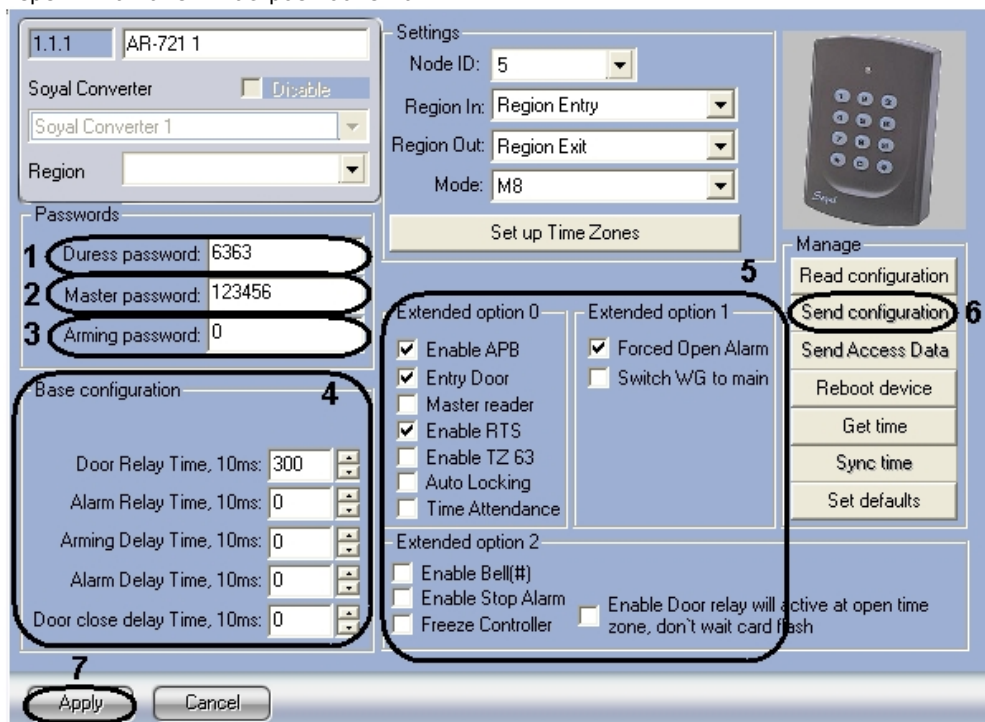 1.1.1 AR-721 1
Soyal Converter Disable
Soyal Converter 1
Region
Passwords
1 Duress password: 6363
2 Master password: 123456
3 Arming password: 0
Base configuration 4
Door Relay Time, 10ms: 300
Alarm Relay Time, 10ms: 0
Arming Delay Time, 10ms: 0
Alarm Delay Time, 10ms: 0
Door close delay Time, 10ms: 0
Settings
Node ID: 5
Region In: Region Entry
Region Out: Region Exit
Mode: M8
Set up Time Zones
5
Extended option 0
Enable APB
Entry Door
Master reader
Enable RTS
Enable TZ 63
Auto Locking
Time Attendance
Extended option 1
Forced Open Alarm
Switch WG to main
Extended option 2
Enable Bell(#)
Enable Stop Alarm
Freeze Controller
Enable Door relay will active at open time
zone, don`t wait card flash
Soyal
Manage
Read configuration
Send configuration 6
Send Access Data
Reboot device
Get time
Sync time
Set defaults
7
Apply Cancel